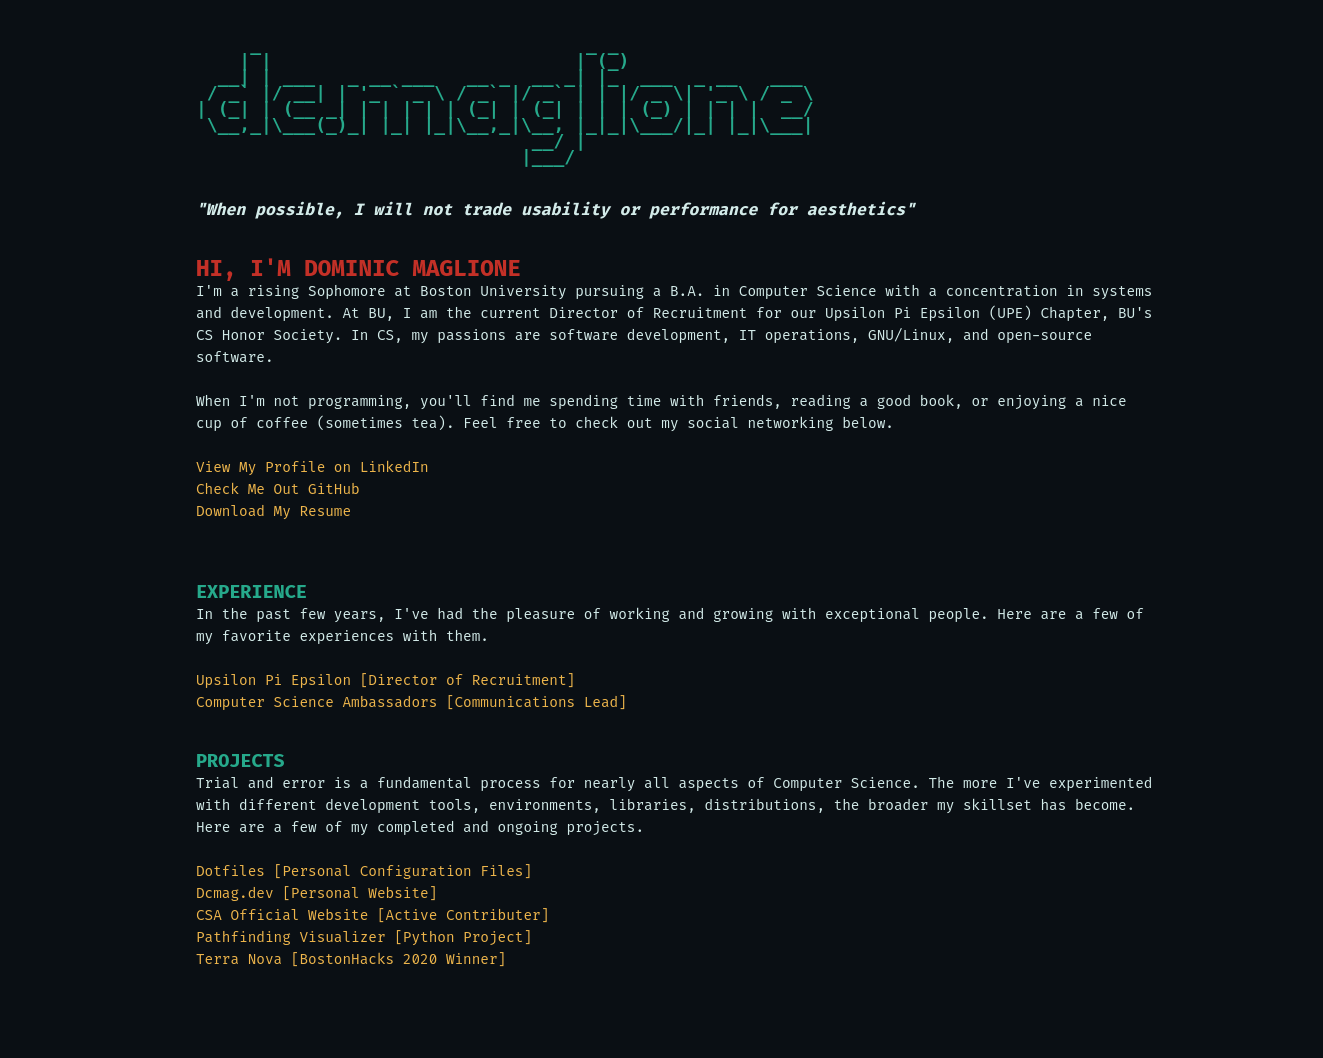 dc.maglione
"When possible, I will not trade usability or performance for aesthetics"
HI, I'M DOMINIC MAGLIONE
I'm a rising Sophomore at Boston University pursuing a B.A. in Computer Science with a concentration in systems
and development. At BU, I am the current Director of Recruitment for our Upsilon Pi Epsilon (UPE) Chapter, BU's
CS Honor Society. In CS, my passions are software development, IT operations, GNU/Linux, and open-source
software.
When I'm not programming, you'll find me spending time with friends, reading a good book, or enjoying a nice
cup of coffee (sometimes tea). Feel free to check out my social networking below.
View My Profile on LinkedIn
Check Me Out GitHub
Download My Resume
EXPERIENCE
In the past few years, I've had the pleasure of working and growing with exceptional people. Here are a few of
my favorite experiences with them.
Upsilon Pi Epsilon [Director of Recruitment]
Computer Science Ambassadors [Communications Lead]
PROJECTS
Trial and error is a fundamental process for nearly all aspects of Computer Science. The more I've experimented
with different development tools, environments, libraries, distributions, the broader my skillset has become.
Here are a few of my completed and ongoing projects.
Dotfiles [Personal Configuration Files]
Dcmag.dev [Personal Website]
CSA Official Website [Active Contributer]
Pathfinding Visualizer [Python Project]
Terra Nova [BostonHacks 2020 Winner]